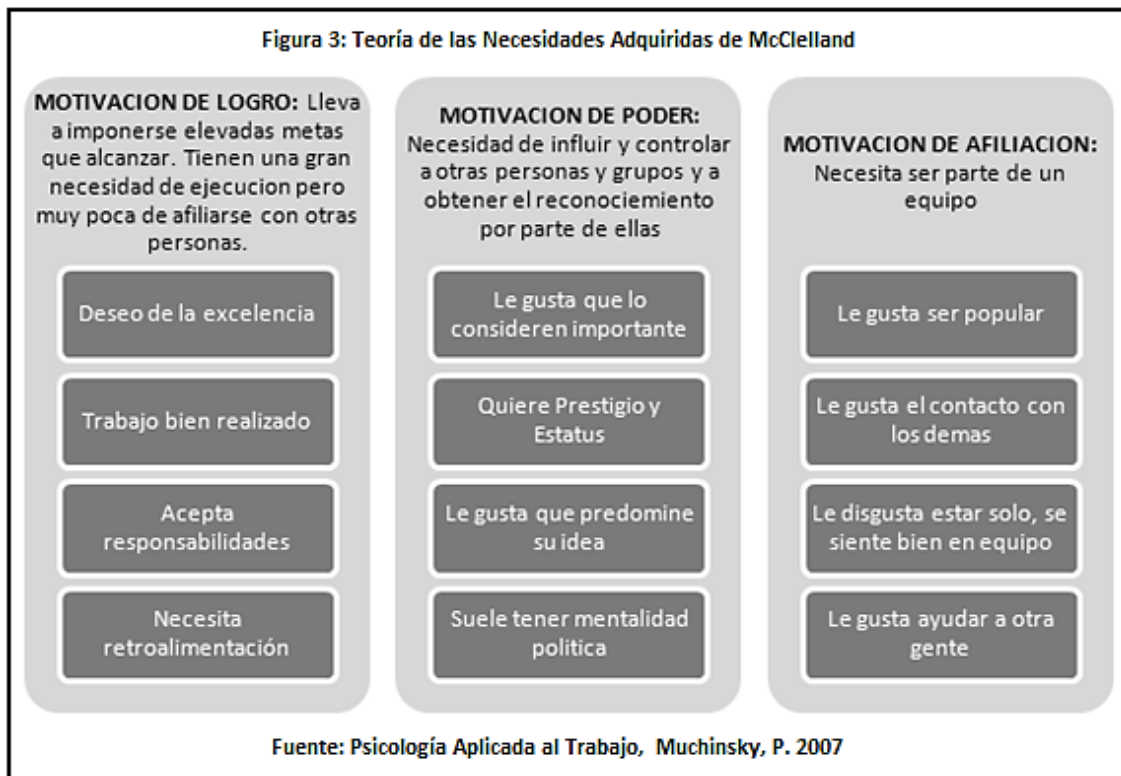 Figura 3: Teoría de las Necesidades Adquiridas de McClelland
MOTIVACION DE LOGRO: Lleva
a imponerse elevadas metas
que alcanzar. Tienen una gran
necesidad de ejecucion pero
muy poca de afiliarse con otras
personas.
Deseo de la excelencia
Trabajo bien realizado
Acepta
responsabilidades
Necesita
retroalimentación
MOTIVACION DE PODER:
Necesidad de influir y controlar
a otras personas y grupos y a
obtener el reconociemiento
por parte de ellas
Le gusta que lo
consideren importante
Quiere Prestigio y
Estatus
Le gusta que predomine
su idea
Suele tener mentalidad
politica
MOTIVACION DE AFILIACION:
Necesita ser parte de un
equipo
Le gusta ser popular
Le gusta el contacto con
los demas
Le disgusta estar solo, se
siente bien en equipo
Le gusta ayudar a otra
gente
Fuente: Psicología Aplicada al Trabajo, Muchinsky, P. 2007